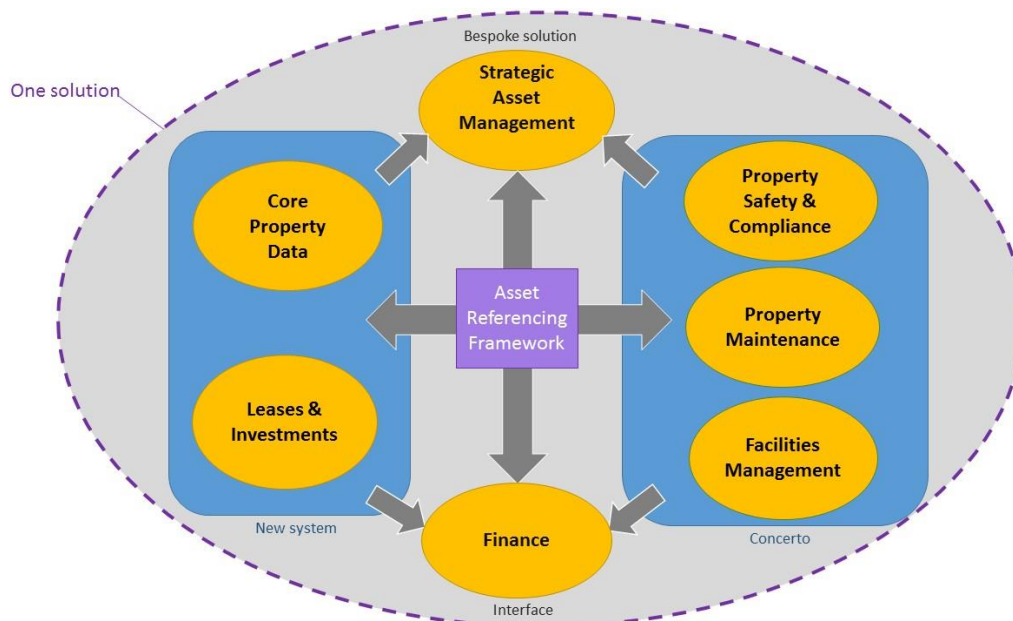 Bespoke solution
Strategic
Asset
Management
One solution
Core
Property
Data
Property
Safety &
Compliance
Asset
Referencing
Framework
Property
Maintenance
Leases &
Investments
Facilities
Management
New system
Concerto
Finance
Interface